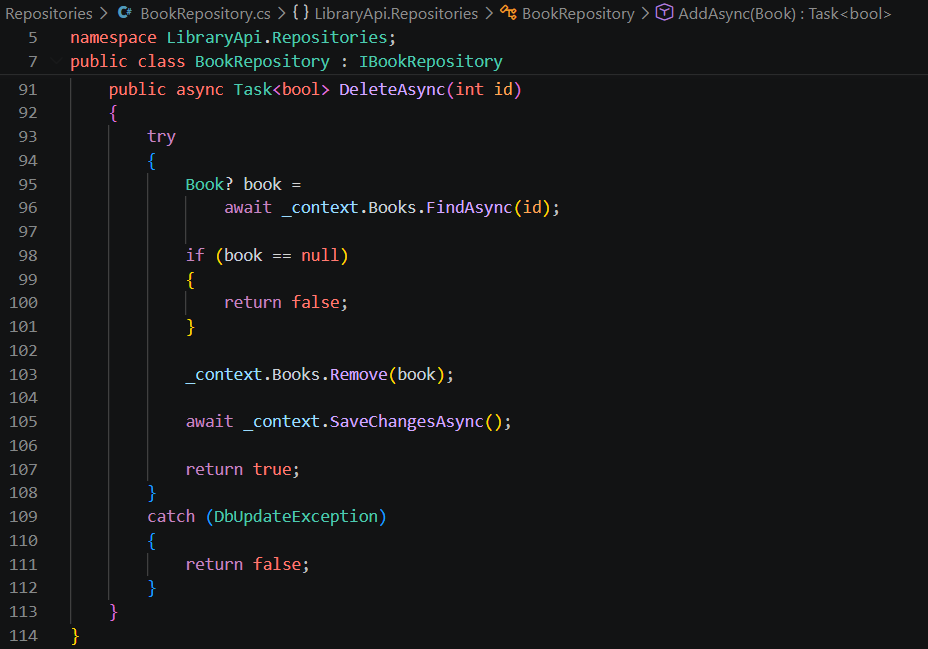 Repositories > C# BookRepository.cs > { } LibraryApi.Repositories > BookRepository > AddAsync(Book) : Task<bool>
5 namespace LibraryApi.Repositories;
7 public class BookRepository : IBookRepository
91 public async Task<bool> DeleteAsync(int id)
92 {
93 try
94 {
95 Book? book =
96 await _context.Books.FindAsync(id);
97
98 if (book == null)
99 {
100 return false;
101 }
102
103 _context.Books.Remove(book);
104
105 await _context.SaveChangesAsync();
106
107 return true;
108 }
109 catch (DbUpdateException)
110 {
111 return false;
112 }
113 }
114 }